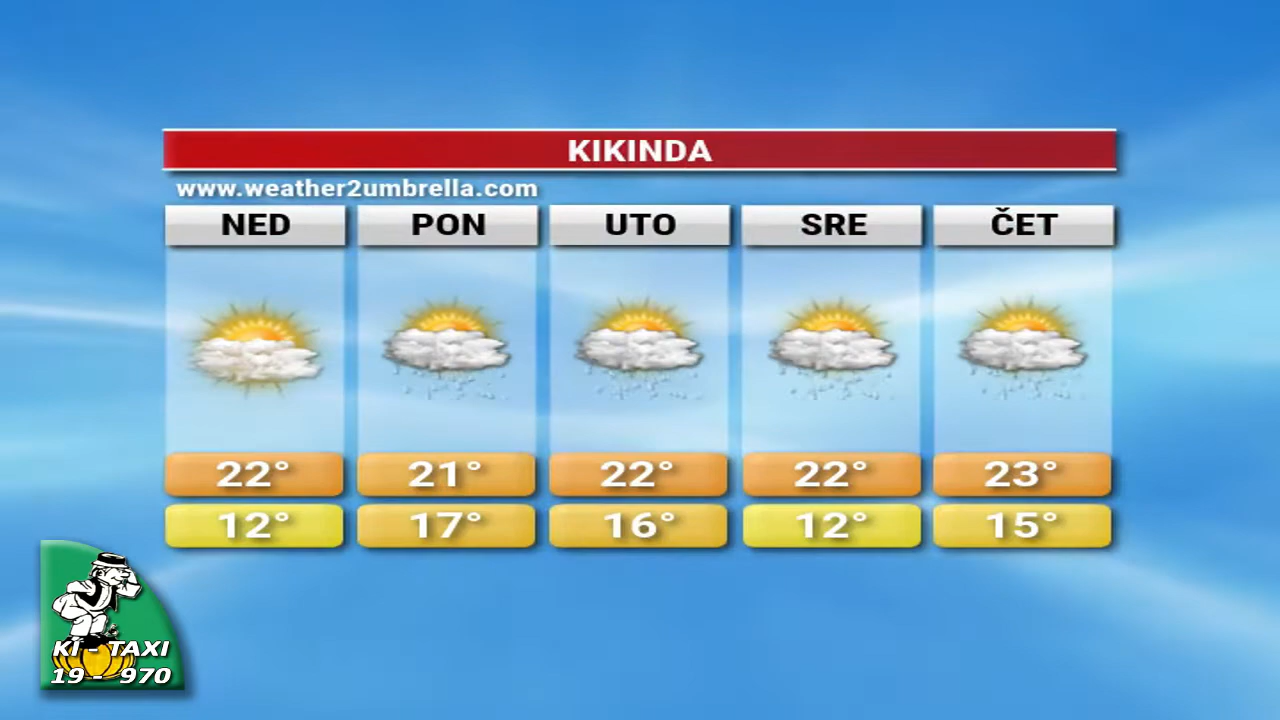 KIKINDA
www.weather2umbrella.com
NED PON UTO SRE ČET
22° 21° 22° 22° 23°
12° 17° 16° 12° 15°
KI - TAXI
19 - 970